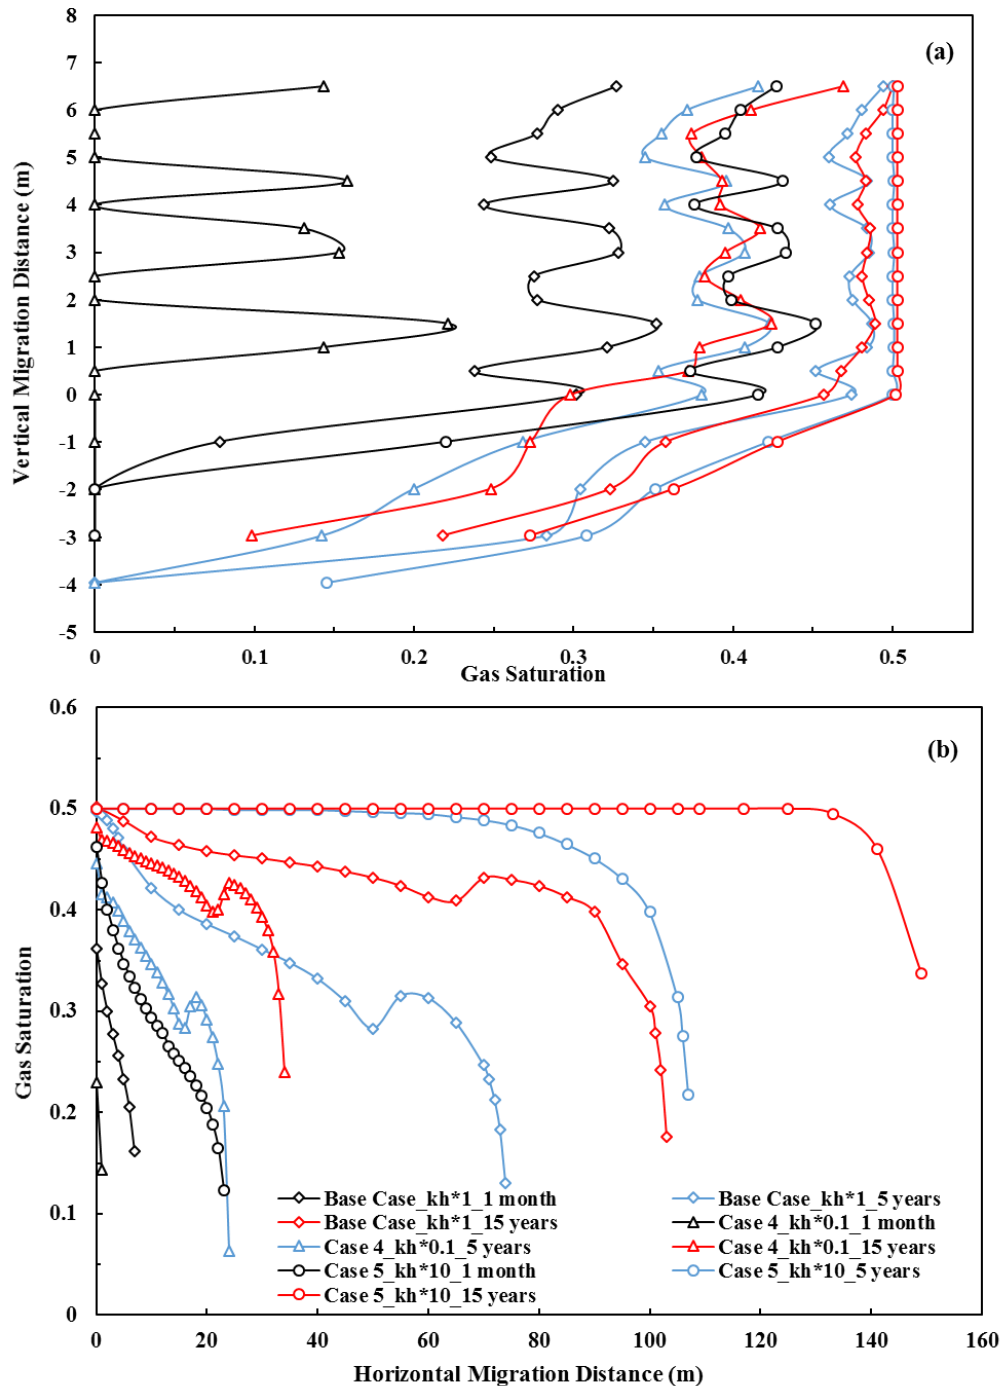 (a)
8
7
6
5
4
3
2
1
0
-1
-2
-3
-4
-5
Vertical Migration Distance (m)
0 0.1 0.2 0.3 0.4 0.5
Gas Saturation
(b)
0.6
0.5
0.4
0.3
0.2
0.1
0
Gas Saturation
Base Case_kh*1_1 month Base Case_kh*1_5 years
Base Case_kh*1_15 years Case 4_kh*0.1_1 month
Case 4_kh*0.1_5 years Case 4_kh*0.1_15 years
Case 5_kh*10_1 month Case 5_kh*10_5 years
Case 5_kh*10_15 years
0 20 40 60 80 100 120 140 160
Horizontal Migration Distance (m)